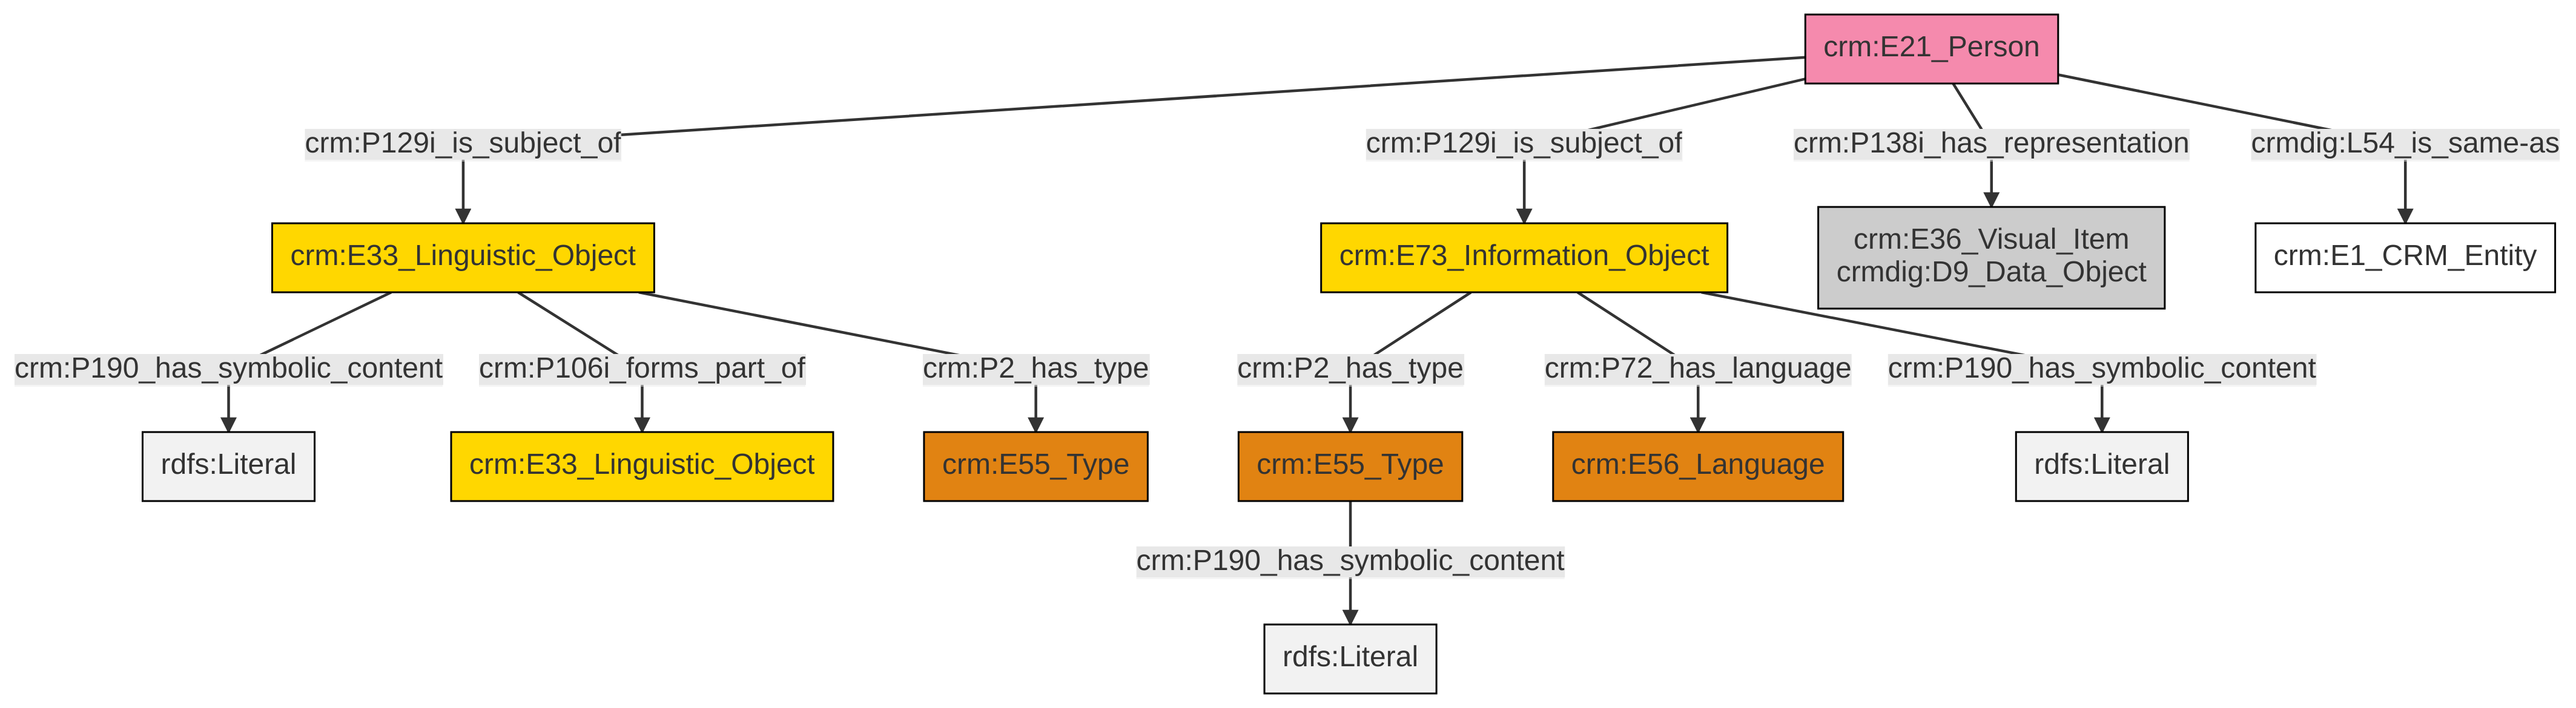 crm:E21_Person
crm:P129i_is_subject_of
crm:P129i_is_subject_of
crm:P138i_has_representation
crmdig:L54_is_same-as
crm:E33_Linguistic_Object
crm:E73_Information_Object
crm:E36_Visual_Item
crmdig:D9_Data_Object
crm:E1_CRM_Entity
crm:P190_has_symbolic_content
crm:P106i_forms_part_of
crm:P2_has_type
crm:P2_has_type
crm:P72_has_language
crm:P190_has_symbolic_content
rdfs:Literal
crm:E33_Linguistic_Object
crm:E55_Type
crm:E55_Type
crm:E56_Language
rdfs:Literal
crm:P190_has_symbolic_content
rdfs:Literal